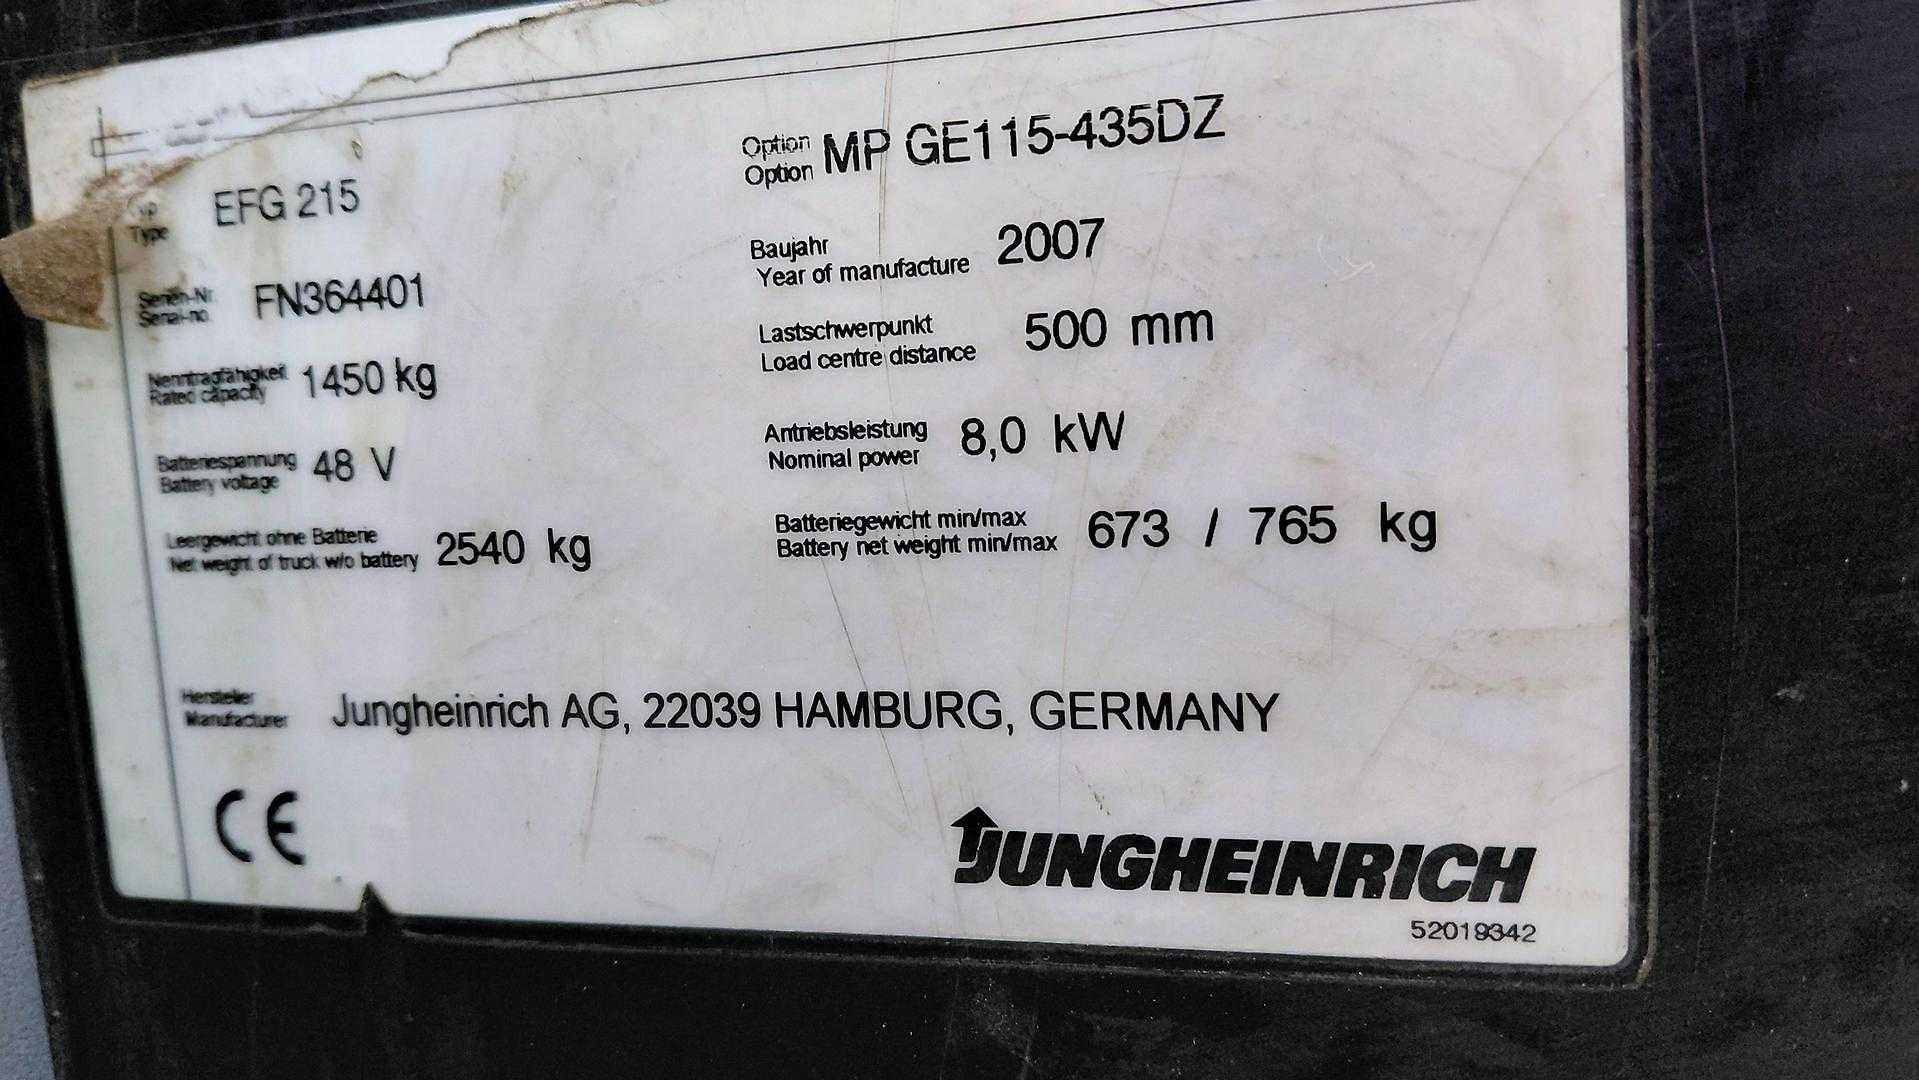 Typ
Type EFG 215
Option
Option MP GE115-435DZ
Serien-Nr.
Serial-no. FN364401
Baujahr
Year of manufacture 2007
Nenntragfähigkeit
Rated capacity 1450 kg
Lastschwerpunkt
Load centre distance 500 mm
Batteriespannung
Battery voltage 48 V
Antriebsleistung
Nominal power 8,0 kW
Leergewicht ohne Batterie
Net weight of truck w/o battery 2540 kg
Batteriegewicht min/max
Battery net weight min/max 673 / 765 kg
Hersteller
Manufacturer Jungheinrich AG, 22039 HAMBURG, GERMANY
CE
JUNGHEINRICH
52019342